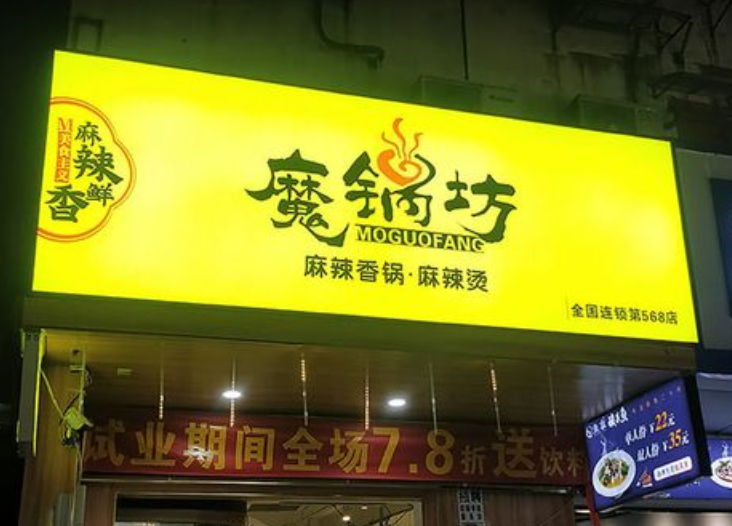 麻辣鲜香
M美食主义
魔锅坊
MOGUOFANG
麻辣香锅·麻辣烫
全国连锁第568店
试业期间全场7.8折送饮料
单人份22元
双人份35元